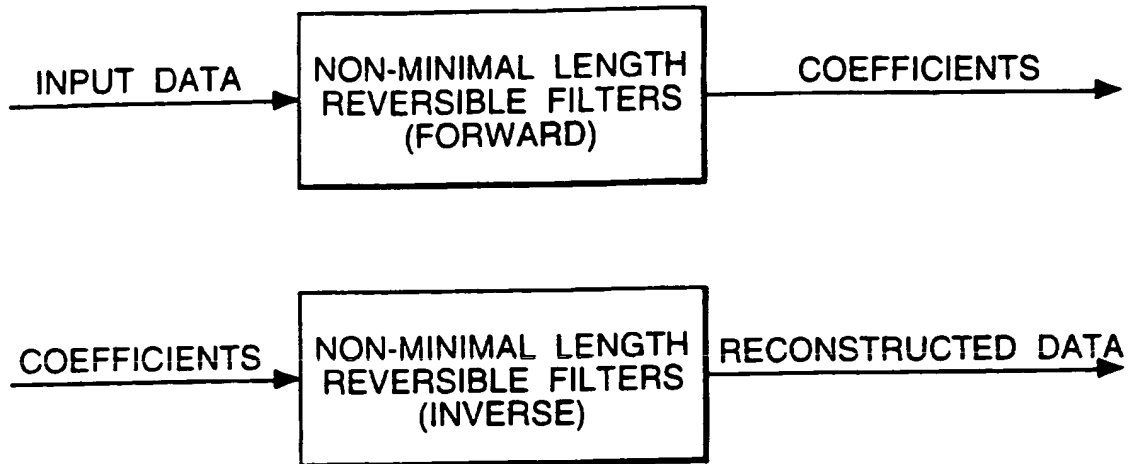 INPUT DATA
NON-MINIMAL LENGTH
REVERSIBLE FILTERS
(FORWARD)
COEFFICIENTS
COEFFICIENTS
NON-MINIMAL LENGTH
REVERSIBLE FILTERS
(INVERSE)
RECONSTRUCTED DATA